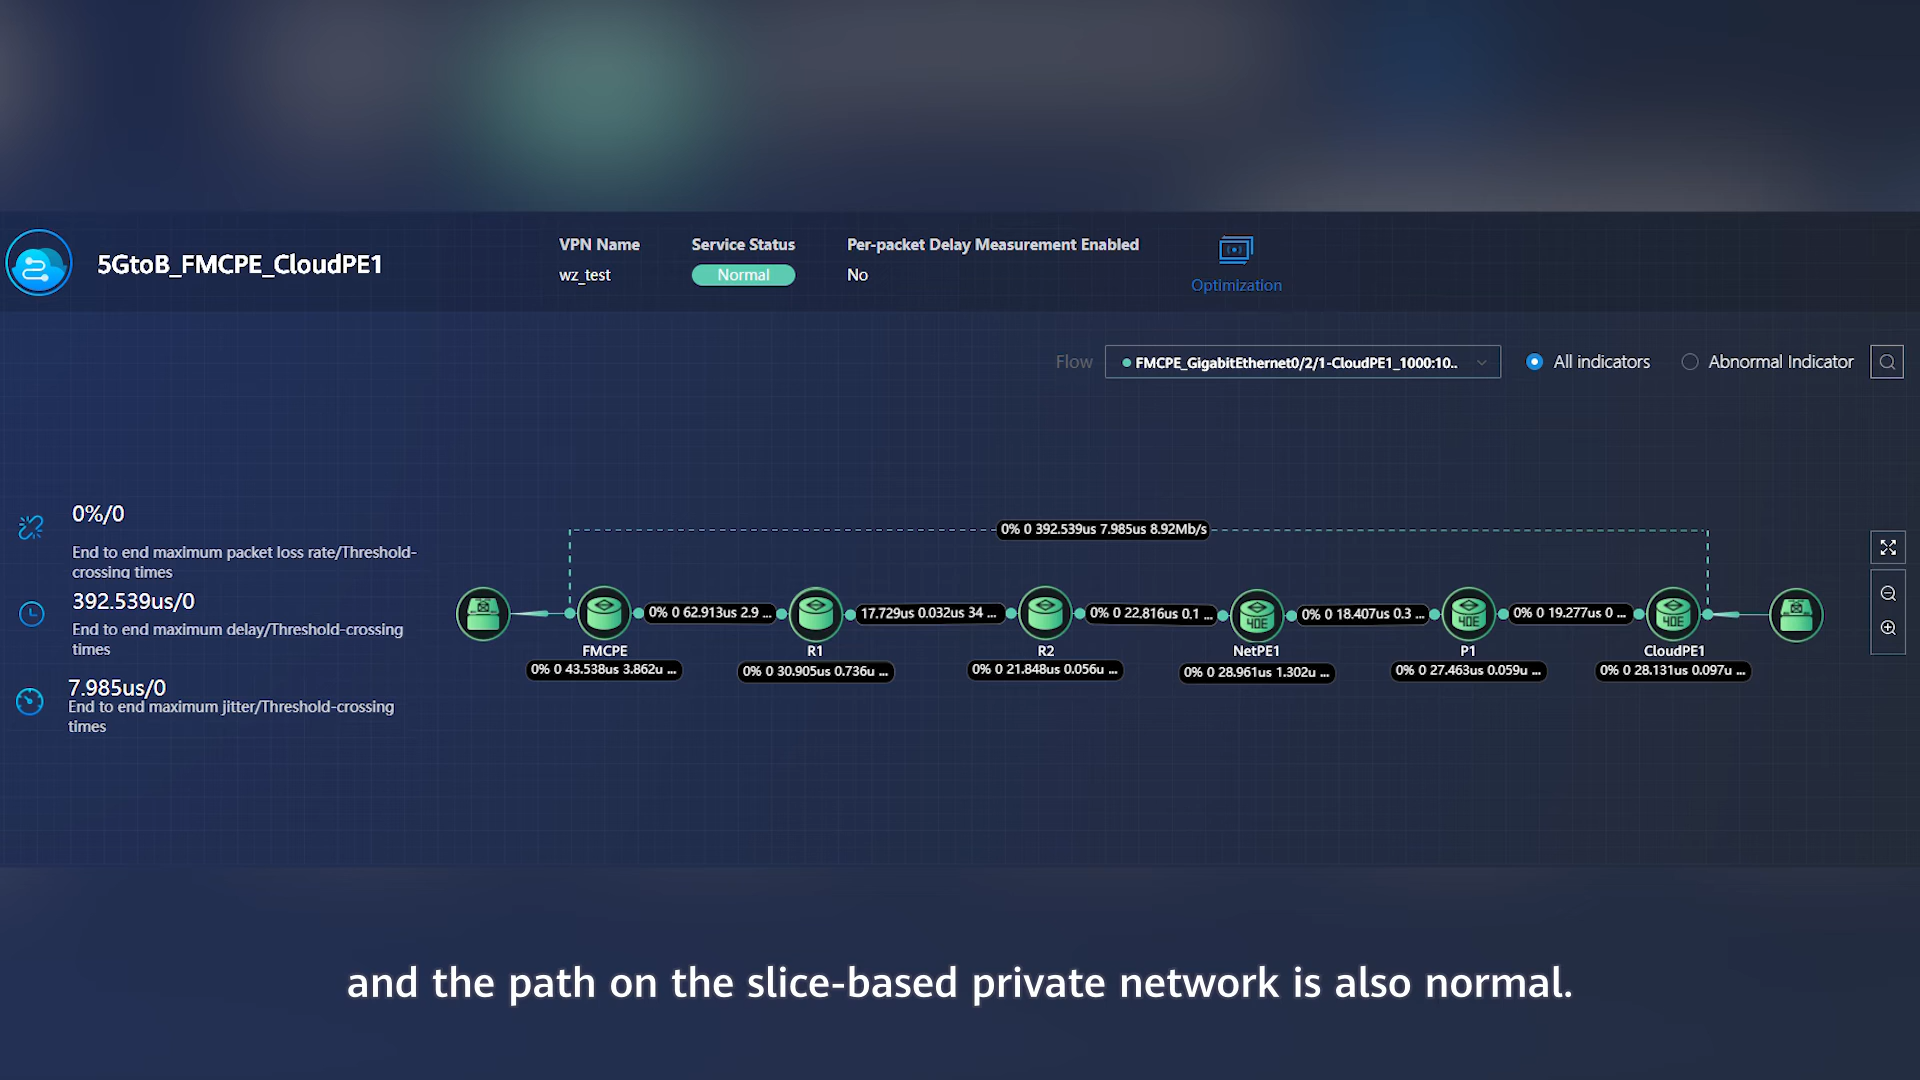 5GtoB_FMCPE_CloudPE1
VPN Name
wz_test
Service Status
Normal
Per-packet Delay Measurement Enabled
No
Optimization
Flow
FMCPE_GigabitEthernet0/2/1-CloudPE1_1000:10..
All indicators
Abnormal Indicator
0%/0
End to end maximum packet loss rate/Threshold-
crossing times
392.539us/0
End to end maximum delay/Threshold-crossing
times
7.985us/0
End to end maximum jitter/Threshold-crossing
times
0% 0 392.539us 7.985us 8.92Mb/s
0% 0 62.913us 2.9 ...
17.729us 0.032us 34 ...
0% 0 22.816us 0.1 ...
0% 0 18.407us 0.3 ...
0% 0 19.277us 0 ...
40E
40E
40E
FMCPE
R1
R2
NetPE1
P1
CloudPE1
0% 0 43.538us 3.862u ...
0% 0 30.905us 0.736u ...
0% 0 21.848us 0.056u ...
0% 0 28.961us 1.302u ...
0% 0 27.463us 0.059u ...
0% 0 28.131us 0.097u ...
and the path on the slice-based private network is also normal.